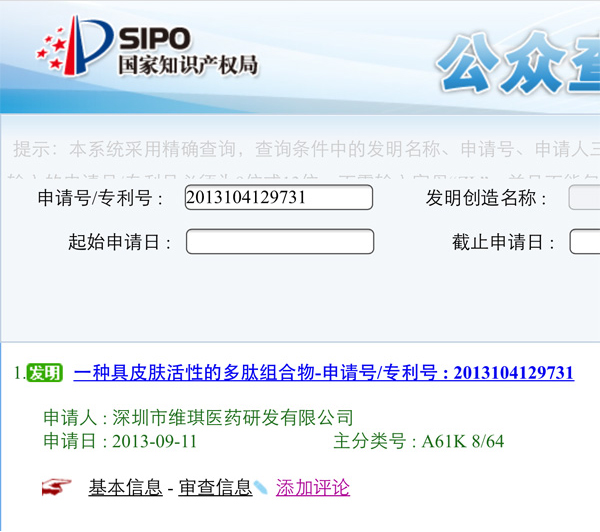 SIPO
国家知识产权局
公众查
提示：本系统采用精确查询，查询条件中的发明名称、申请号、申请人三
申请号/专利号：
2013104129731
发明创造名称：
起始申请日：
截止申请日：
1.发明 一种具皮肤活性的多肽组合物-申请号/专利号 : 2013104129731
申请人 : 深圳市维琪医药研发有限公司
申请日 : 2013-09-11 主分类号 : A61K 8/64
基本信息 - 审查信息 添加评论